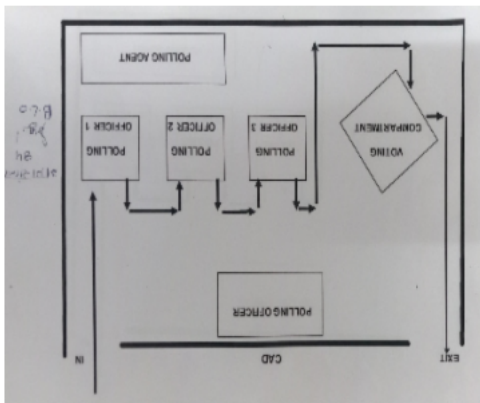 EXIT
CAD
IN
POLLING OFFICER
VOTING
COMPARTMENT
POLLING
OFFICER 3
POLLING
OFFICER 2
POLLING
OFFICER 1
B.L.O
POLLING AGENT